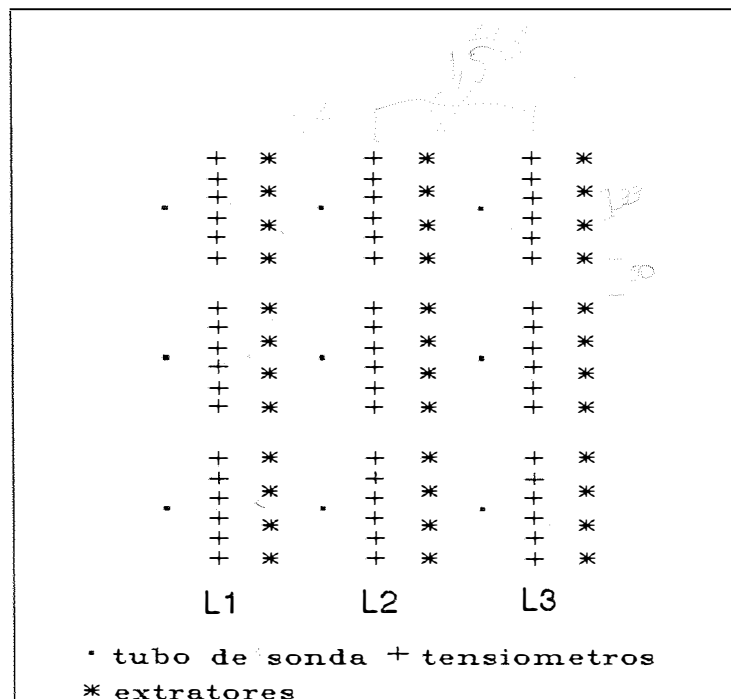 L1 L2 L3
· tubo de sonda + tensiometros
* extratores